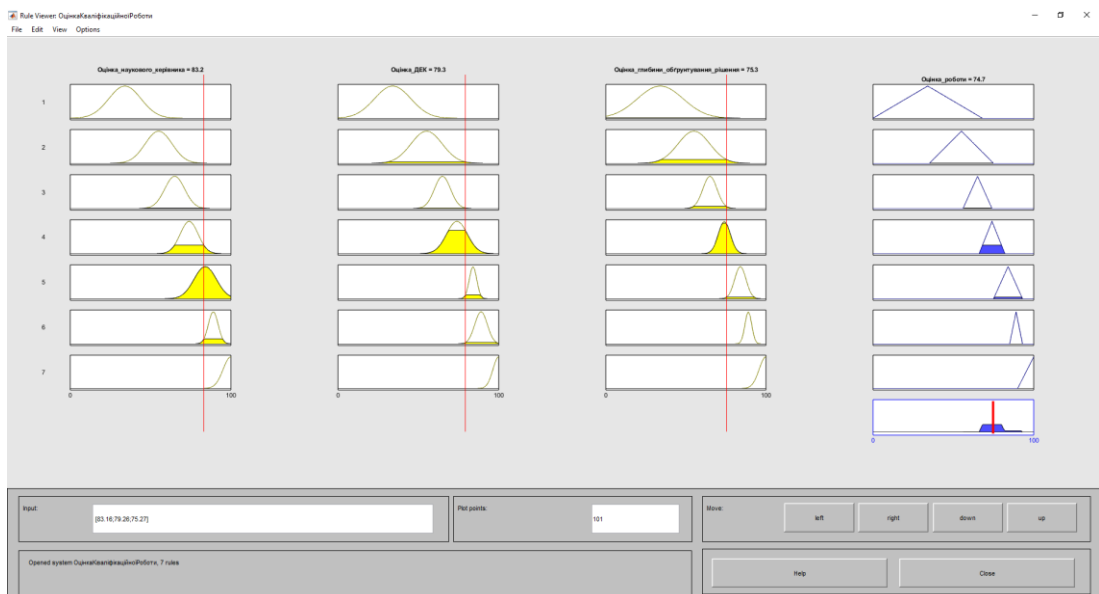 Rule Viewer: ОцінкаКваліфікаційноїРоботи
File Edit View Options
Оцінка_наукового_керівника = 83.2
Оцінка_ДЕК = 79.3
Оцінка_глибини_обґрунтування_рішення = 75.3
Оцінка_роботи = 74.7
1
2
3
4
5
6
7
0 100
0 100
0 100
0 100
Input:
[83.16;79.26;75.27]
Plot points:
101
Move:
left
right
down
up
Opened system ОцінкаКваліфікаційноїРоботи, 7 rules
Help
Close